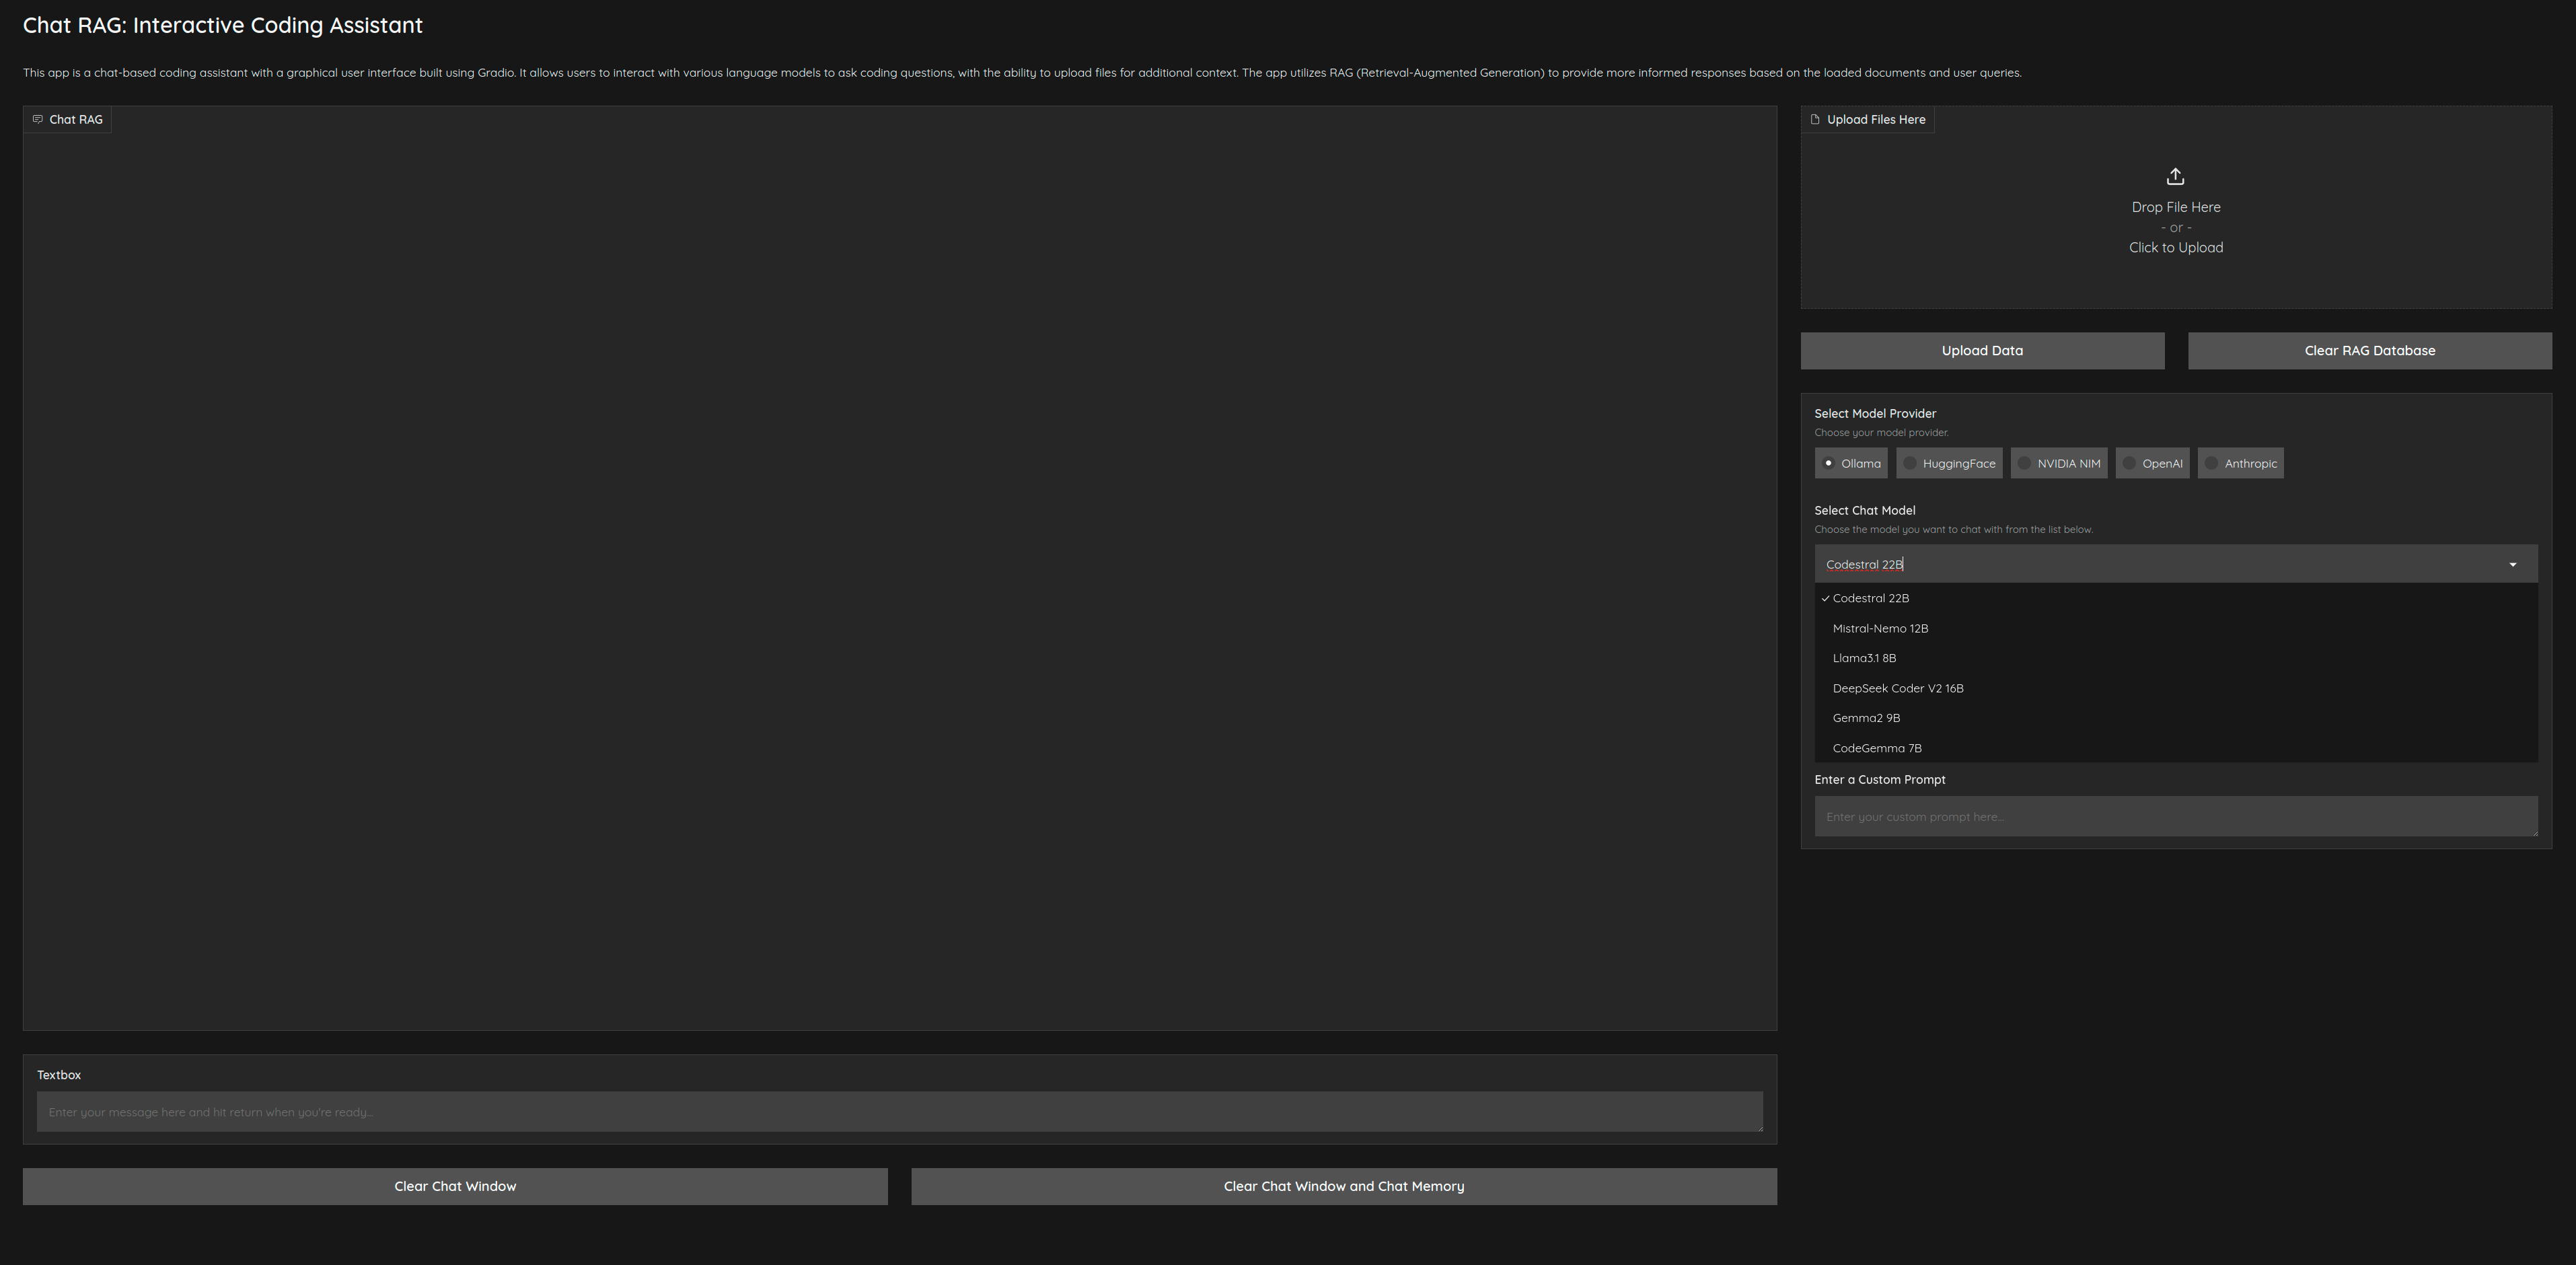 Chat RAG: Interactive Coding Assistant
This app is a chat-based coding assistant with a graphical user interface built using Gradio. It allows users to interact with various language models to ask coding questions, with the ability to upload files for additional context. The app utilizes RAG (Retrieval-Augmented Generation) to provide more informed responses based on the loaded documents and user queries.
Chat RAG
Textbox
Enter your message here and hit return when you're ready...
Clear Chat Window
Clear Chat Window and Chat Memory
Upload Files Here
Drop File Here
- or -
Click to Upload
Upload Data
Clear RAG Database
Select Model Provider
Choose your model provider.
Ollama
HuggingFace
NVIDIA NIM
OpenAI
Anthropic
Select Chat Model
Choose the model you want to chat with from the list below.
Codestral 22B
✓ Codestral 22B
Mistral-Nemo 12B
Llama3.1 8B
DeepSeek Coder V2 16B
Gemma2 9B
CodeGemma 7B
Enter a Custom Prompt
Enter your custom prompt here...